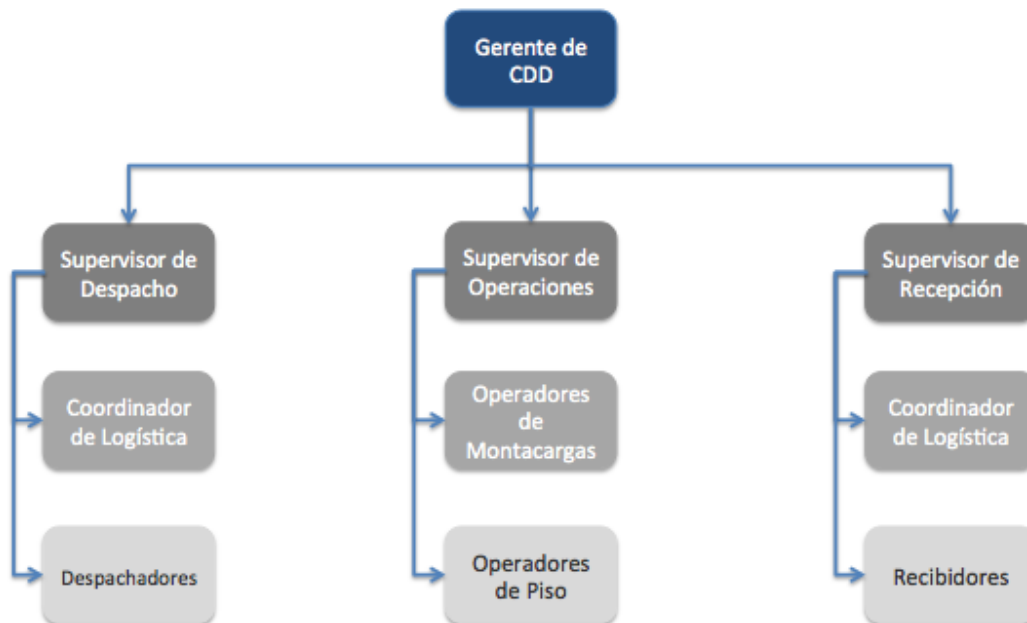 Gerente de
CDD
Supervisor de
Despacho
Supervisor de
Operaciones
Supervisor de
Recepción
Coordinador
de Logística
Operadores
de
Montacargas
Coordinador
de Logística
Despachadores
Operadores
de Piso
Recibidores